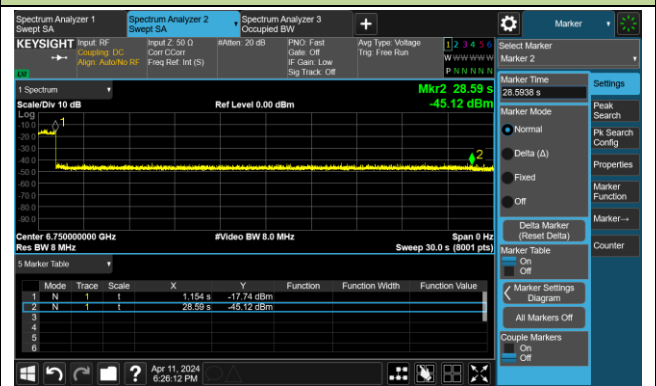 Spectrum Analyzer 1
Swept SA
Spectrum Analyzer 2
Swept SA
Spectrum Analyzer 3
Occupied BW
Marker
KEYSIGHT
Input: RF
Coupling: DC
Align: Auto/No RF
Input Z: 50 Ω
Corr CCorr
Freq Ref: Int (S)
#Atten: 20 dB
PNO: Fast
Gate: Off
IF Gain: Low
Sig Track: Off
Avg Type: Voltage
Trig: Free Run
1 2 3 4 5 6
W W W W W W
P N N N N N
Select Marker
Marker 2
Marker Time
28.5938 s
Settings
1 Spectrum
Mkr2 28.59 s
Scale/Div 10 dB
Ref Level 0.00 dBm
-45.12 dBm
Marker Mode
Normal
Delta (Δ)
Fixed
Off
Delta Marker
(Reset Delta)
Marker Table
On
Off
Marker Settings
Diagram
All Markers Off
Couple Markers
On
Off
Peak
Search
Pk Search
Config
Properties
Marker
Function
Marker→
Counter
Log
-10.0
-20.0
-30.0
-40.0
-50.0
-60.0
-70.0
-80.0
-90.0
1
2
Center 6.750000000 GHz
#Video BW 8.0 MHz
Span 0 Hz
Res BW 8 MHz
Sweep 30.0 s (8001 pts)
5 Marker Table
Mode Trace Scale X Y Function Function Width Function Value
1 N 1 t 1.154 s -17.74 dBm
2 N 1 t 28.59 s -45.12 dBm
3
4
5
6
?
Apr 11, 2024
6:26:12 PM